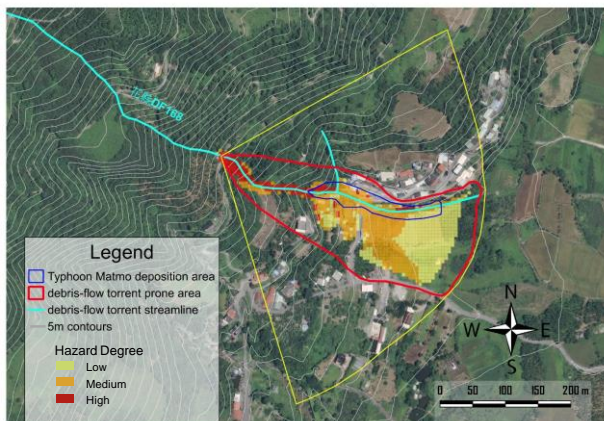 DF168
Legend
Typhoon Matmo deposition area
debris-flow torrent prone area
debris-flow torrent streamline
5m contours
Hazard Degree
Low
Medium
High
N
W E
S
0 50 100 150 200 m